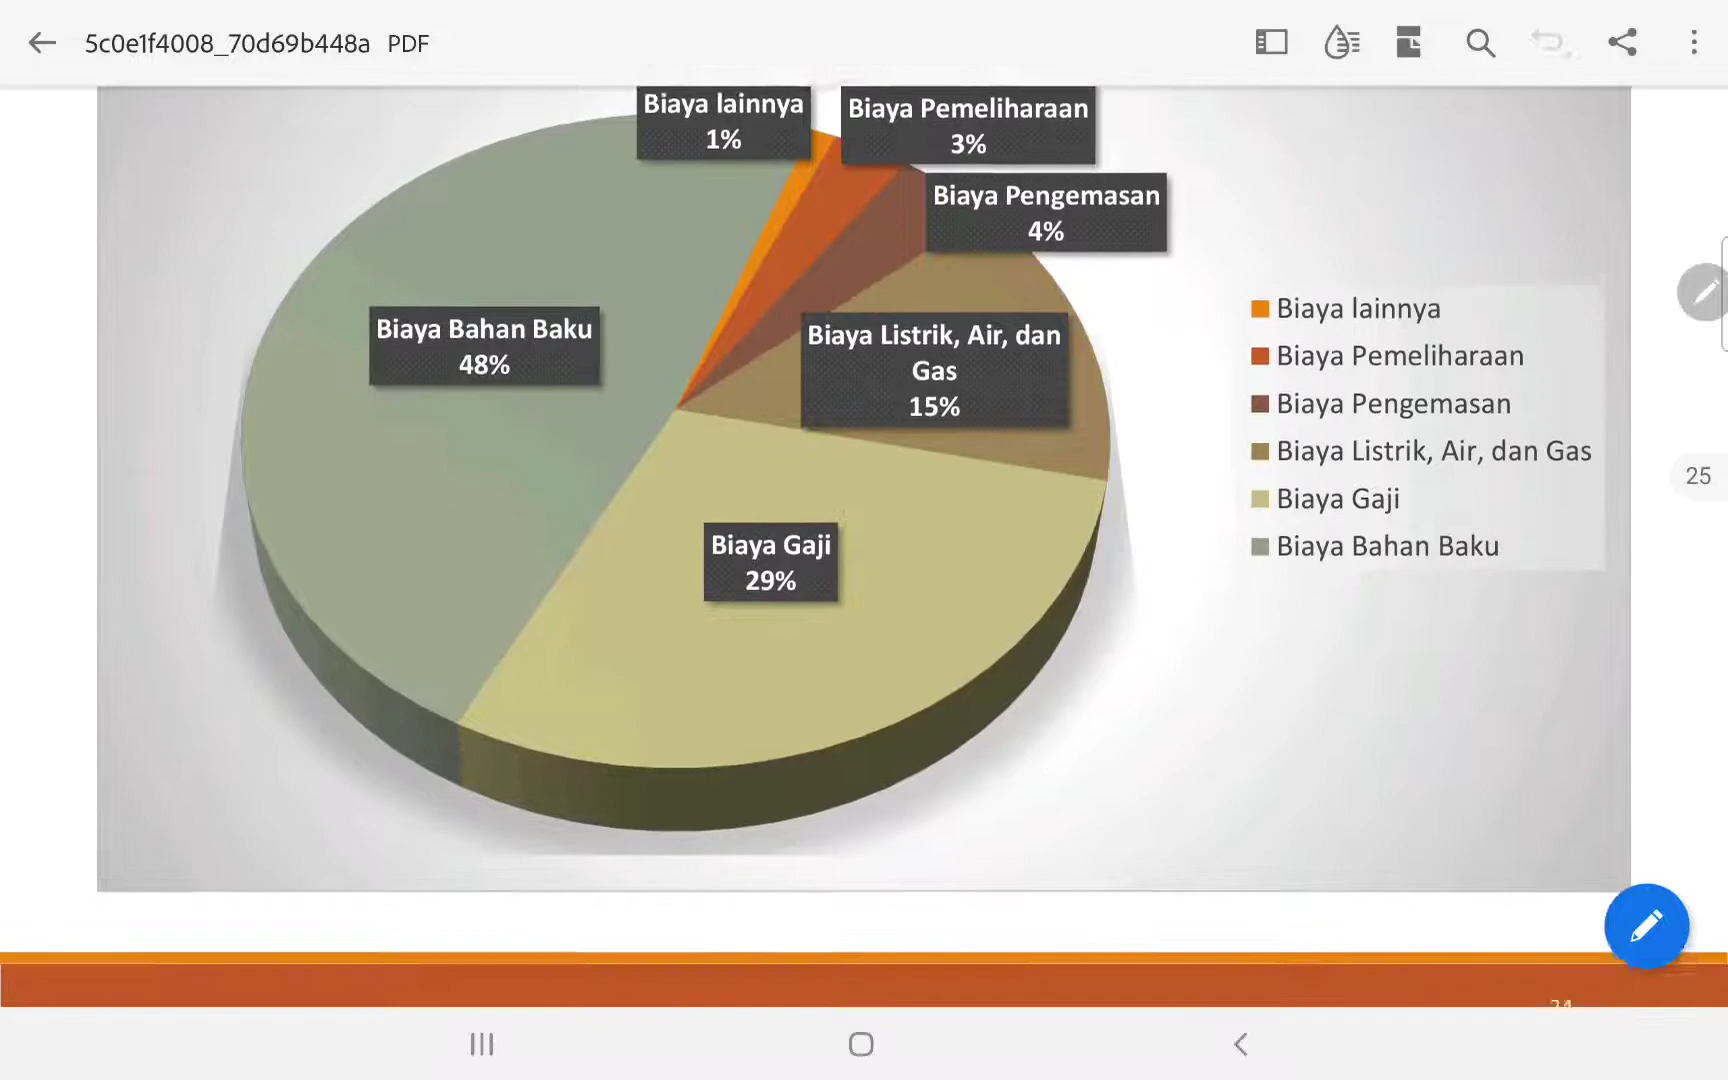 5c0e1f4008_70d69b448a PDF
Biaya lainnya
1%
Biaya Pemeliharaan
3%
Biaya Pengemasan
4%
Biaya Bahan Baku
48%
Biaya Listrik, Air, dan
Gas
15%
Biaya Gaji
29%
Biaya lainnya
Biaya Pemeliharaan
Biaya Pengemasan
Biaya Listrik, Air, dan Gas
Biaya Gaji
Biaya Bahan Baku
25